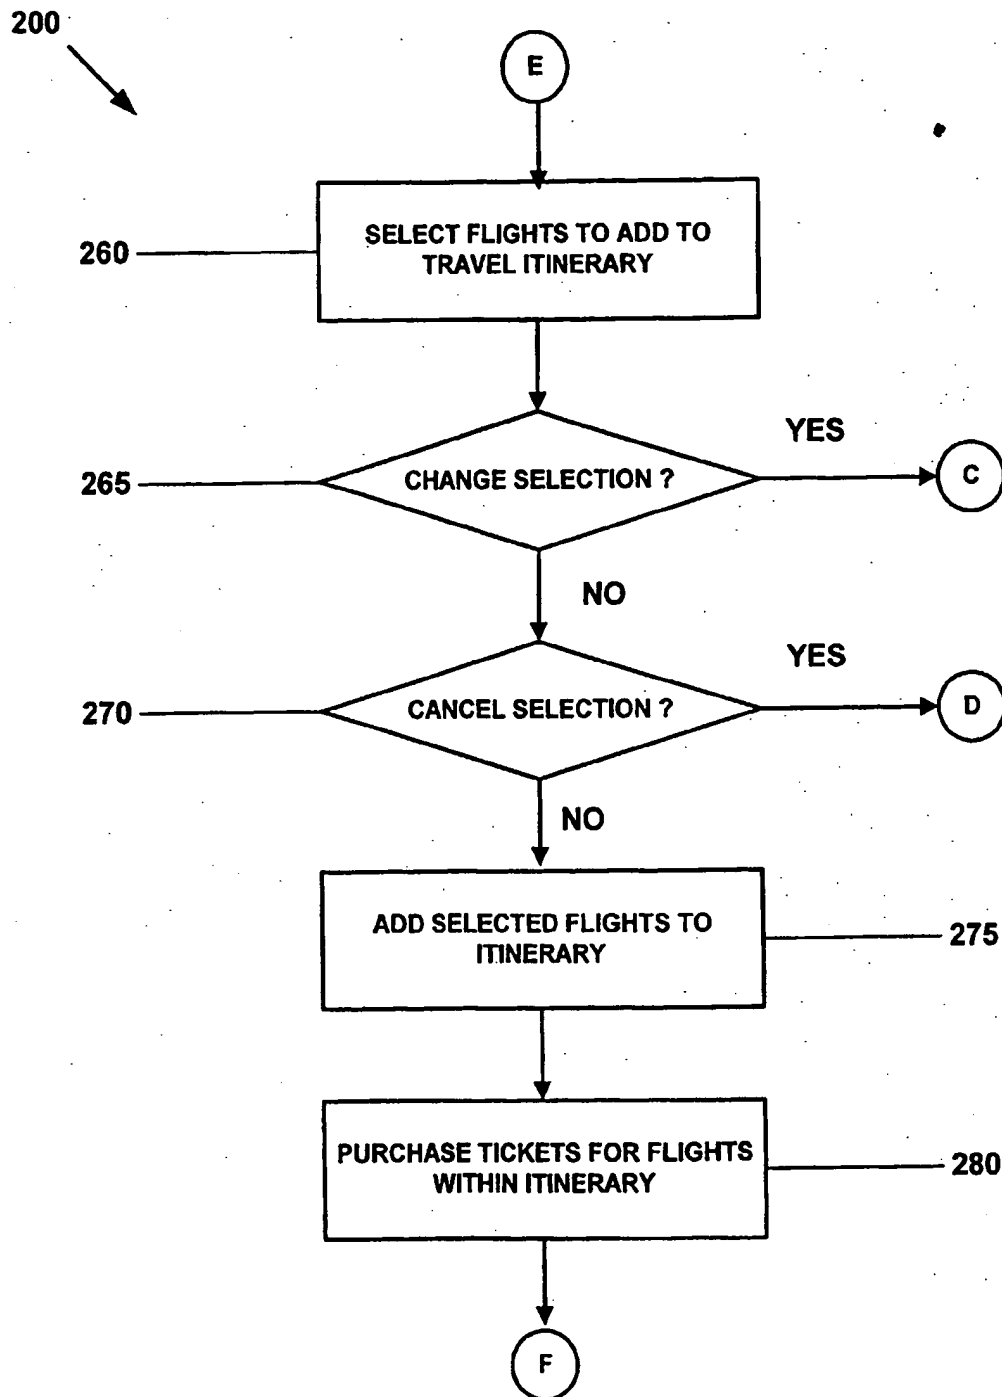 200
E
260
SELECT FLIGHTS TO ADD TO
TRAVEL ITINERARY
YES
265
CHANGE SELECTION ?
C
NO
YES
270
CANCEL SELECTION ?
D
NO
ADD SELECTED FLIGHTS TO
ITINERARY
275
PURCHASE TICKETS FOR FLIGHTS
WITHIN ITINERARY
280
F